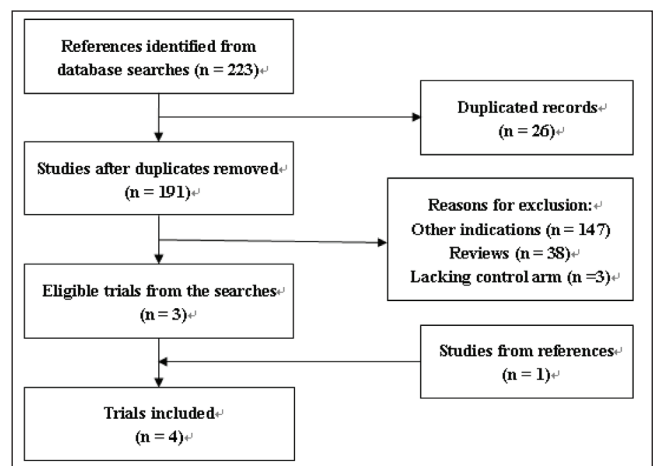 References identified from
database searches (n = 223)↵
Duplicated records↵
(n = 26)↵
Studies after duplicates removed↵
(n = 191)↵
Reasons for exclusion:↵
Other indications (n = 147)
Reviews (n = 38)↵
Lacking control arm (n =3)↵
Eligible trials from the searches↵
(n = 3)↵
Studies from references↵
(n = 1)↵
Trials included↵
(n = 4)↵